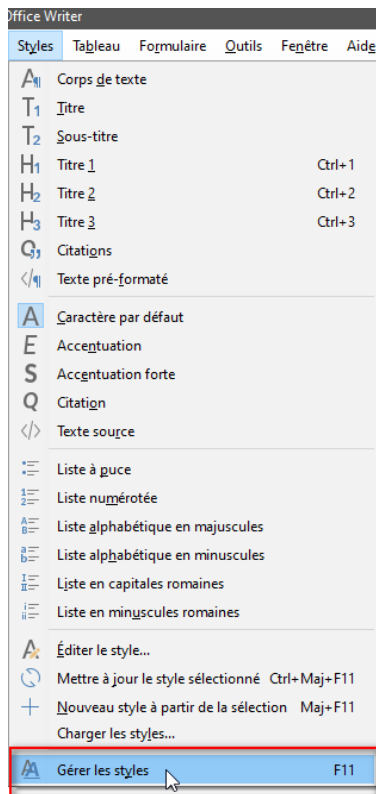 Office Writer
Styles Tableau Formulaire Outils Fenêtre Aide
Corps de texte
Titre
Sous-titre
Titre 1 Ctrl+1
Titre 2 Ctrl+2
Titre 3 Ctrl+3
Citations
Texte pré-formaté
Caractère par défaut
Accentuation
Accentuation forte
Citation
Texte source
Liste à puce
Liste numérotée
Liste alphabétique en majuscules
Liste alphabétique en minuscules
Liste en capitales romaines
Liste en minuscules romaines
Éditer le style...
Mettre à jour le style sélectionné Ctrl+Maj+F11
Nouveau style à partir de la sélection Maj+F11
Charger les styles...
Gérer les styles F11